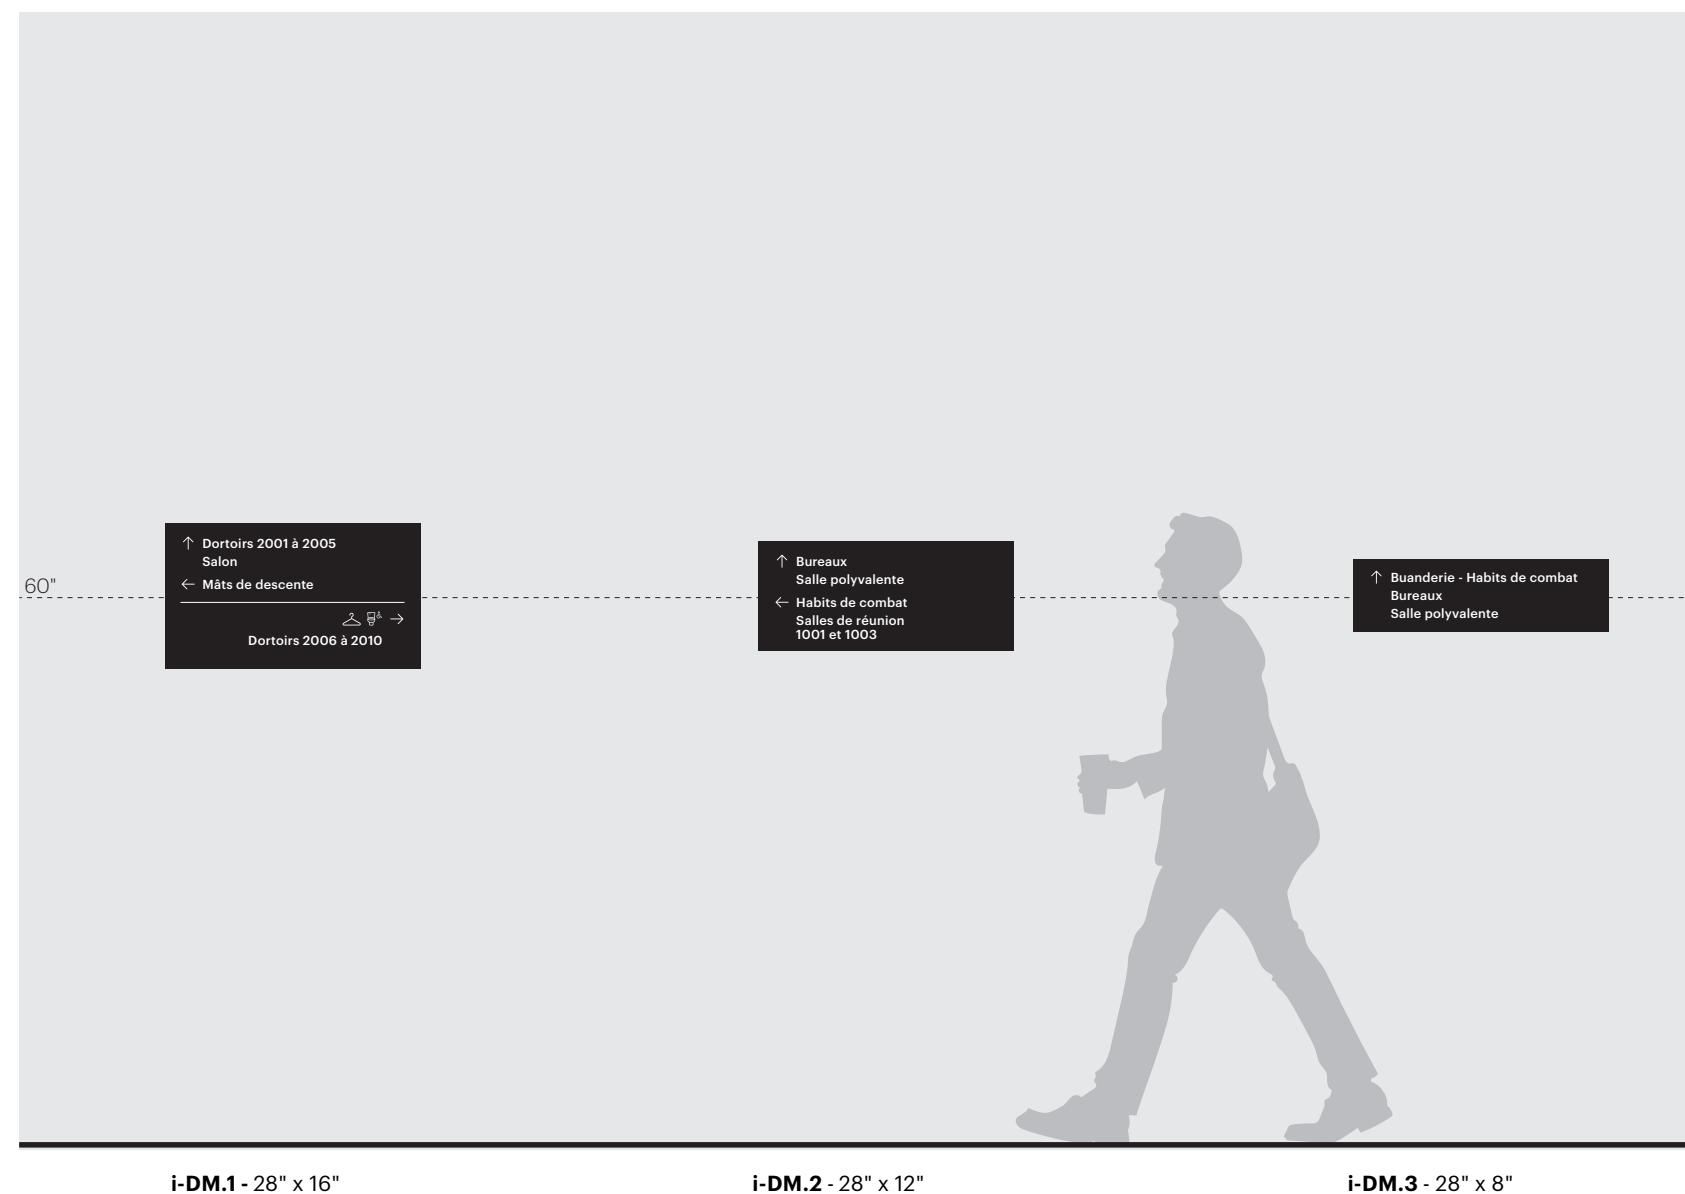 ↑ Dortoirs 2001 à 2005
Salon
← Mâts de descente
→
Dortoirs 2006 à 2010
↑ Bureaux
Salle polyvalente
← Habits de combat
Salles de réunion
1001 et 1003
↑ Buanderie - Habits de combat
Bureaux
Salle polyvalente
60"
i-DM.1 - 28" x 16"
i-DM.2 - 28" x 12"
i-DM.3 - 28" x 8"